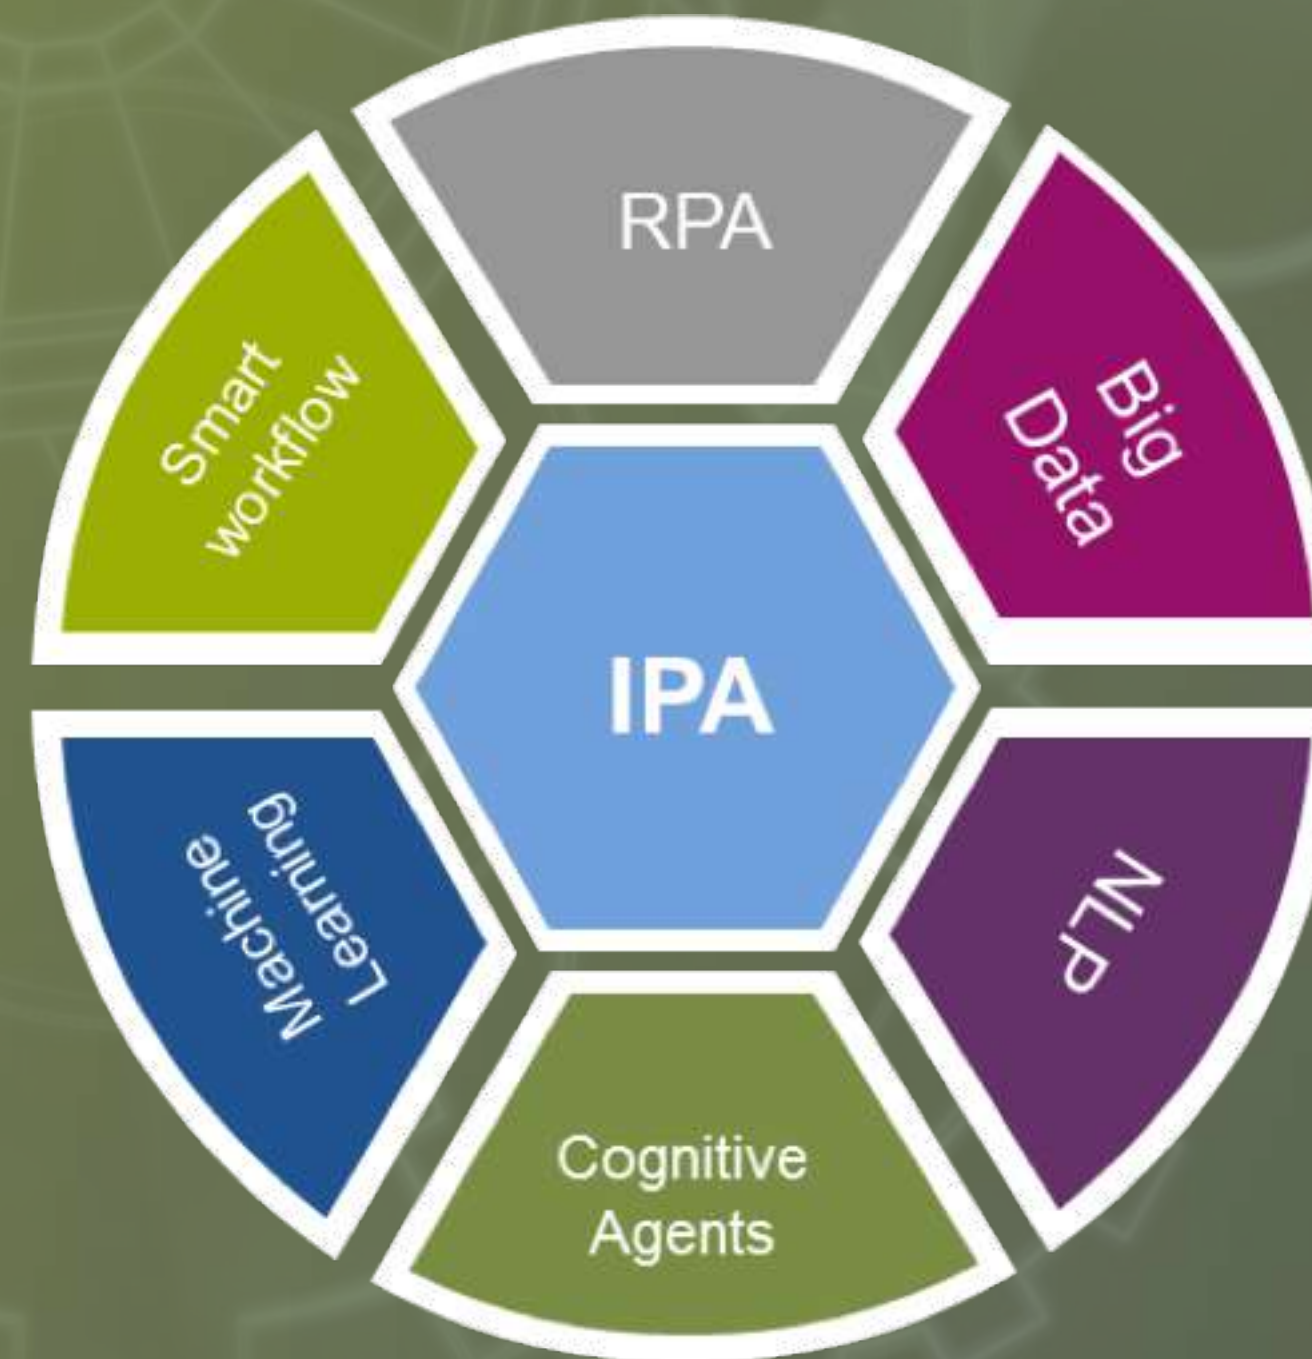 RPA
Big
Data
NLP
Cognitive
Agents
Machine
Learning
Smart
workflow
IPA